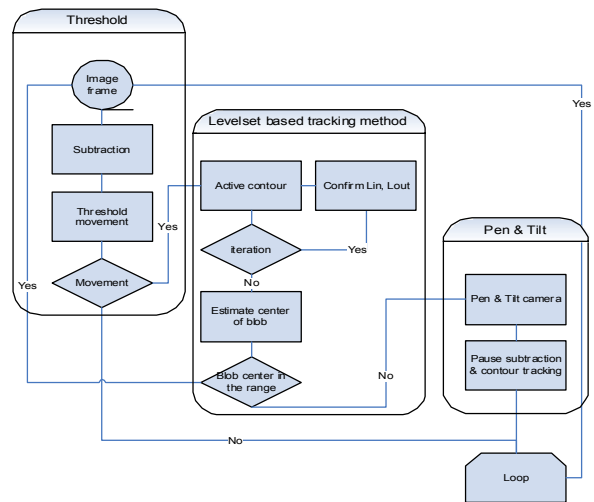 Threshold
Image
frame
Subtraction
Threshold
movement
Movement
Yes
Yes
No
Levelset based tracking method
Active contour
Confirm Lin, Lout
iteration
Yes
No
Estimate center
of blob
Blob center in
the range
No
Pen & Tilt
Pen & Tilt camera
Pause subtraction
& contour tracking
Loop
Yes